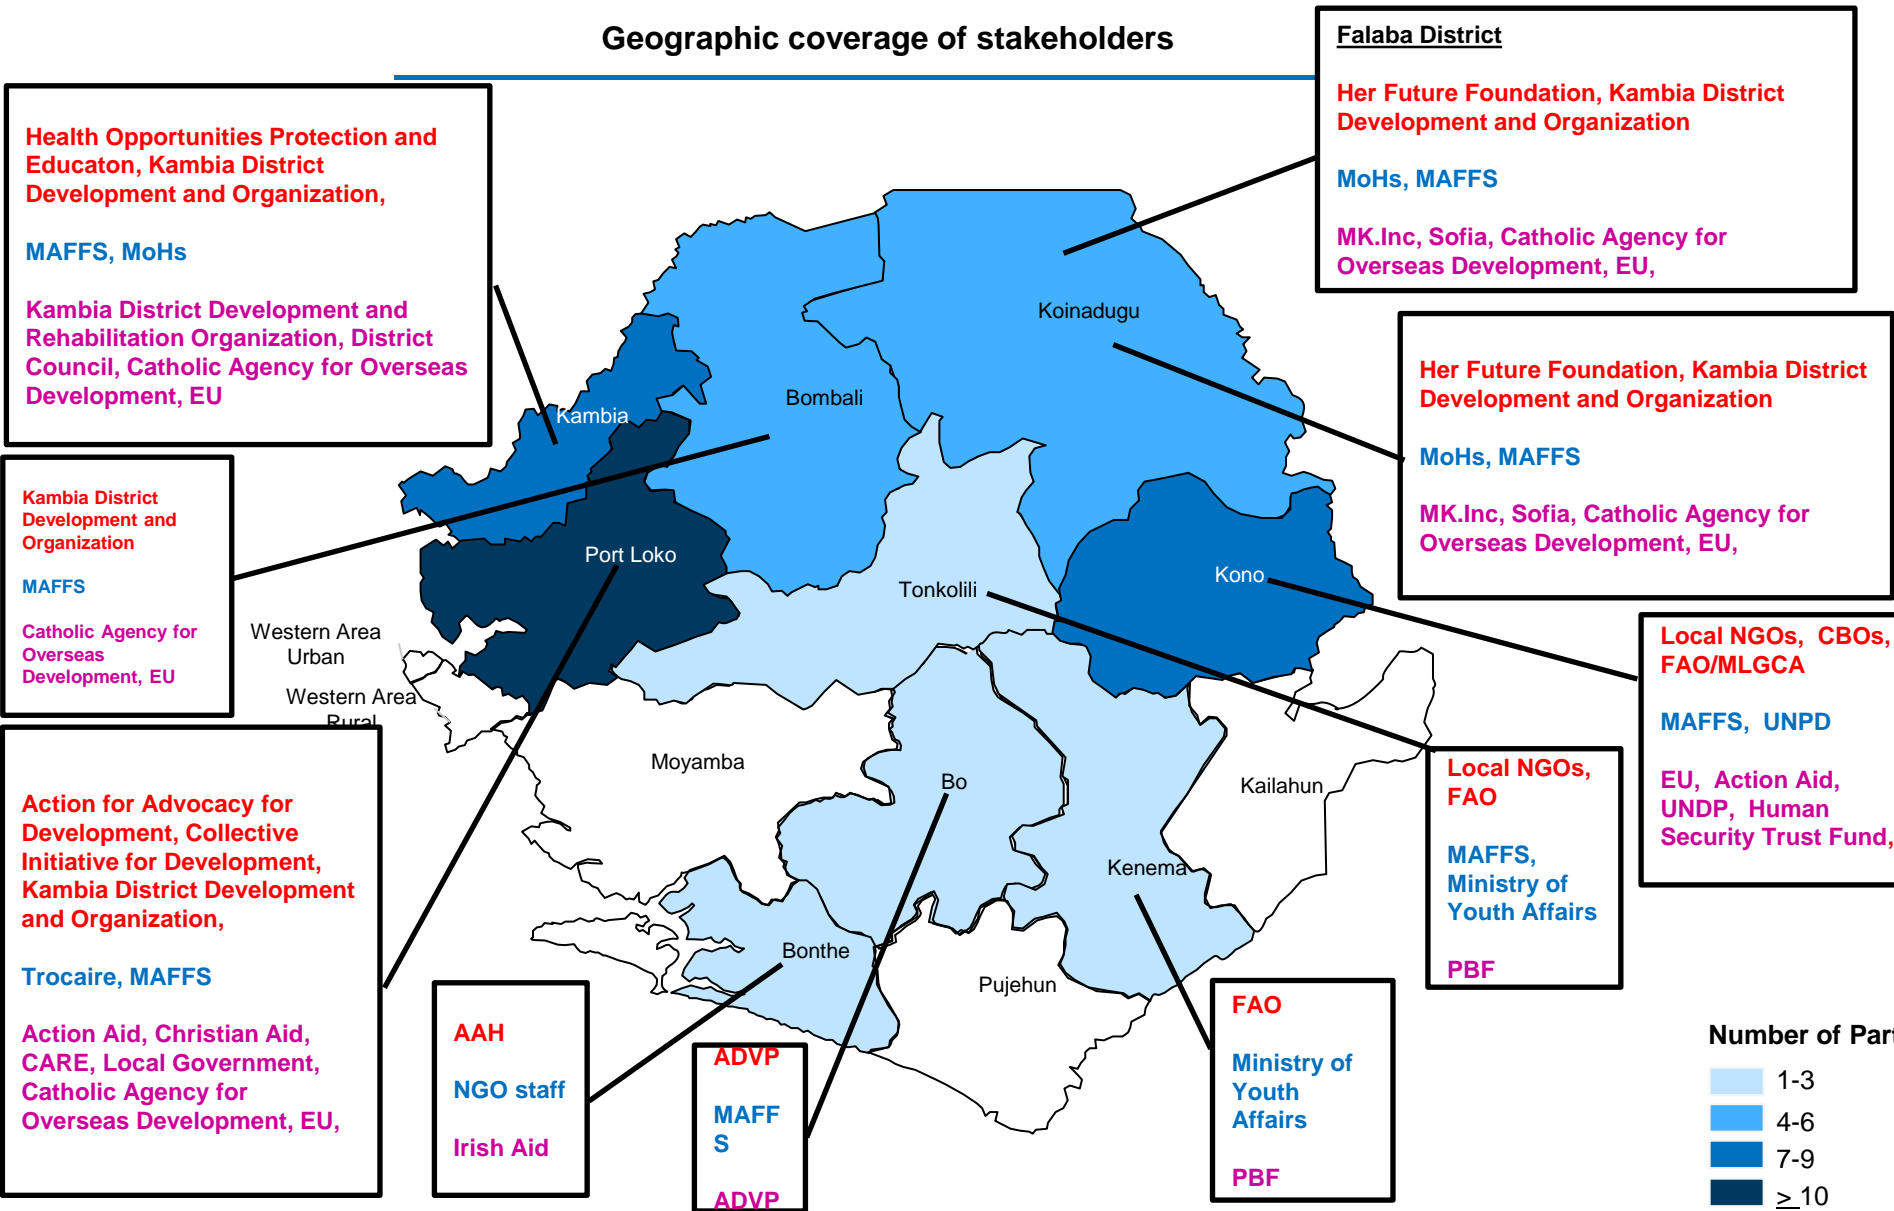 Geographic coverage of stakeholders
Falaba District
Her Future Foundation, Kambia District
Development and Organization
MoHs, MAFFS
MK.Inc, Sofia, Catholic Agency for
Overseas Development, EU,
Health Opportunities Protection and
Educaton, Kambia District
Development and Organization,
MAFFS, MoHs
Kambia District Development and
Rehabilitation Organization, District
Council, Catholic Agency for Overseas
Development, EU
Koinadugu
Her Future Foundation, Kambia District
Development and Organization
MoHs, MAFFS
MK.Inc, Sofia, Catholic Agency for
Overseas Development, EU,
Bombali
Kambia
Kambia District
Development and
Organization
MAFFS
Catholic Agency for
Overseas
Development, EU
Port Loko
Tonkolili
Kono
Western Area
Urban
Western Area
Rural
Local NGOs, CBOs,
FAO/MLGCA
MAFFS, UNPD
EU, Action Aid,
UNDP, Human
Security Trust Fund,
Moyamba
Bo
Kailahun
Kenema
Local NGOs,
FAO
MAFFS,
Ministry of
Youth Affairs
PBF
Action for Advocacy for
Development, Collective
Initiative for Development,
Kambia District Development
and Organization,
Trocaire, MAFFS
Action Aid, Christian Aid,
CARE, Local Government,
Catholic Agency for
Overseas Development, EU,
Bonthe
Pujehun
AAH
NGO staff
Irish Aid
ADVP
MAFF
S
ADVP
FAO
Ministry of
Youth
Affairs
PBF
Number of Part
1-3
4-6
7-9
≥ 10